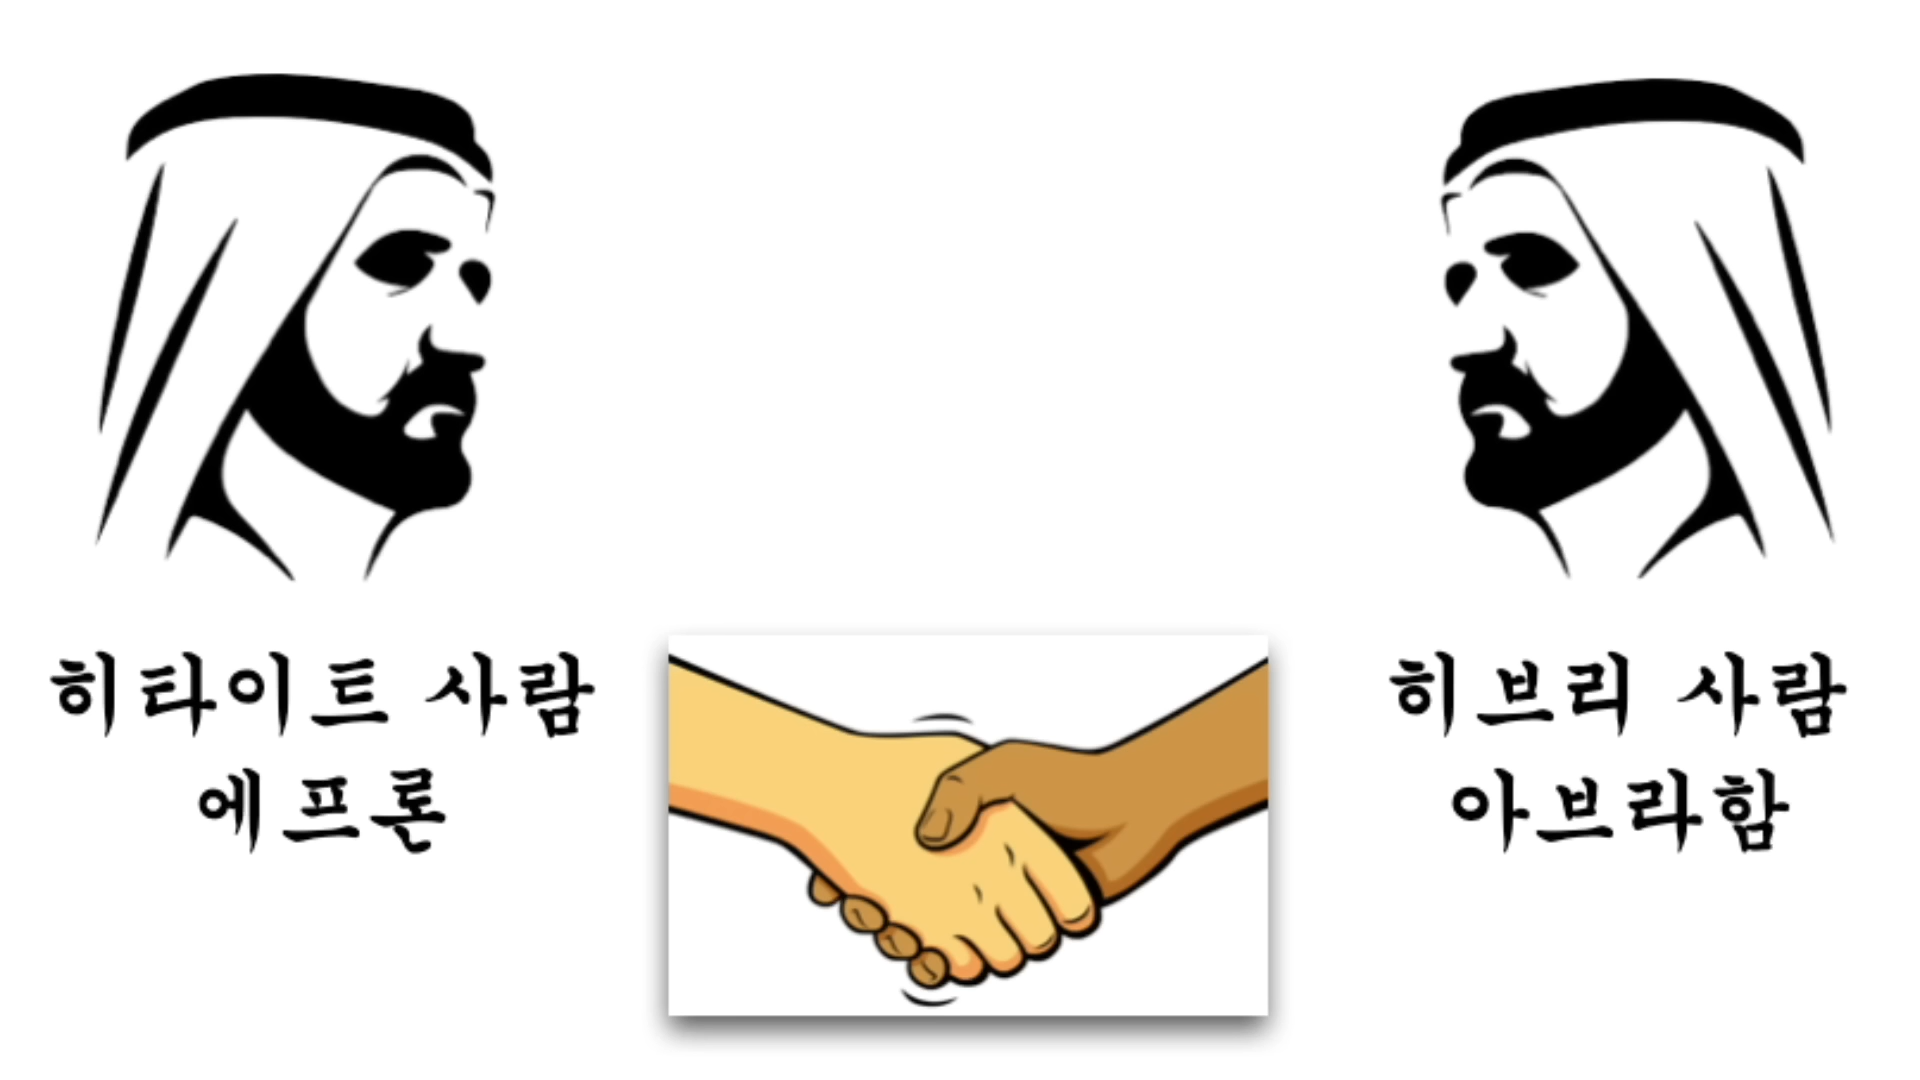 히타이트 사람
에프론
히브리 사람
아브라함